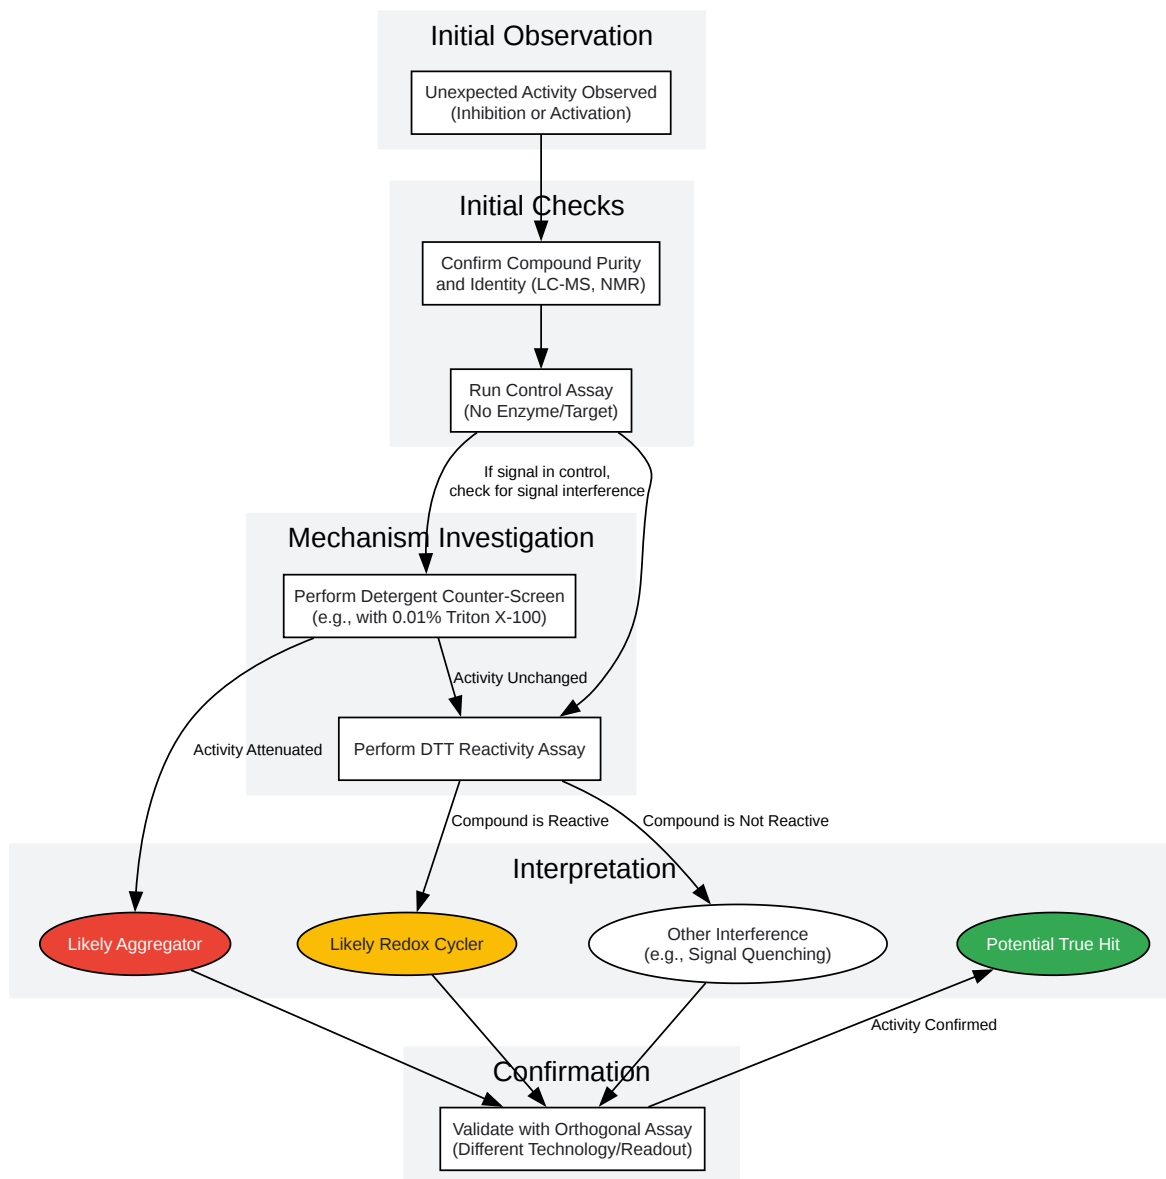 Initial Observation
Unexpected Activity Observed
(Inhibition or Activation)
Initial Checks
Confirm Compound Purity
and Identity (LC-MS, NMR)
Run Control Assay
(No Enzyme/Target)
If signal in control,
check for signal interference
Mechanism Investigation
Perform Detergent Counter-Screen
(e.g., with 0.01% Triton X-100)
Activity Unchanged
Activity Attenuated
Perform DTT Reactivity Assay
Compound is Reactive
Compound is Not Reactive
Interpretation
Likely Aggregator
Likely Redox Cycler
Other Interference
(e.g., Signal Quenching)
Potential True Hit
Activity Confirmed
Confirmation
Validate with Orthogonal Assay
(Different Technology/Readout)